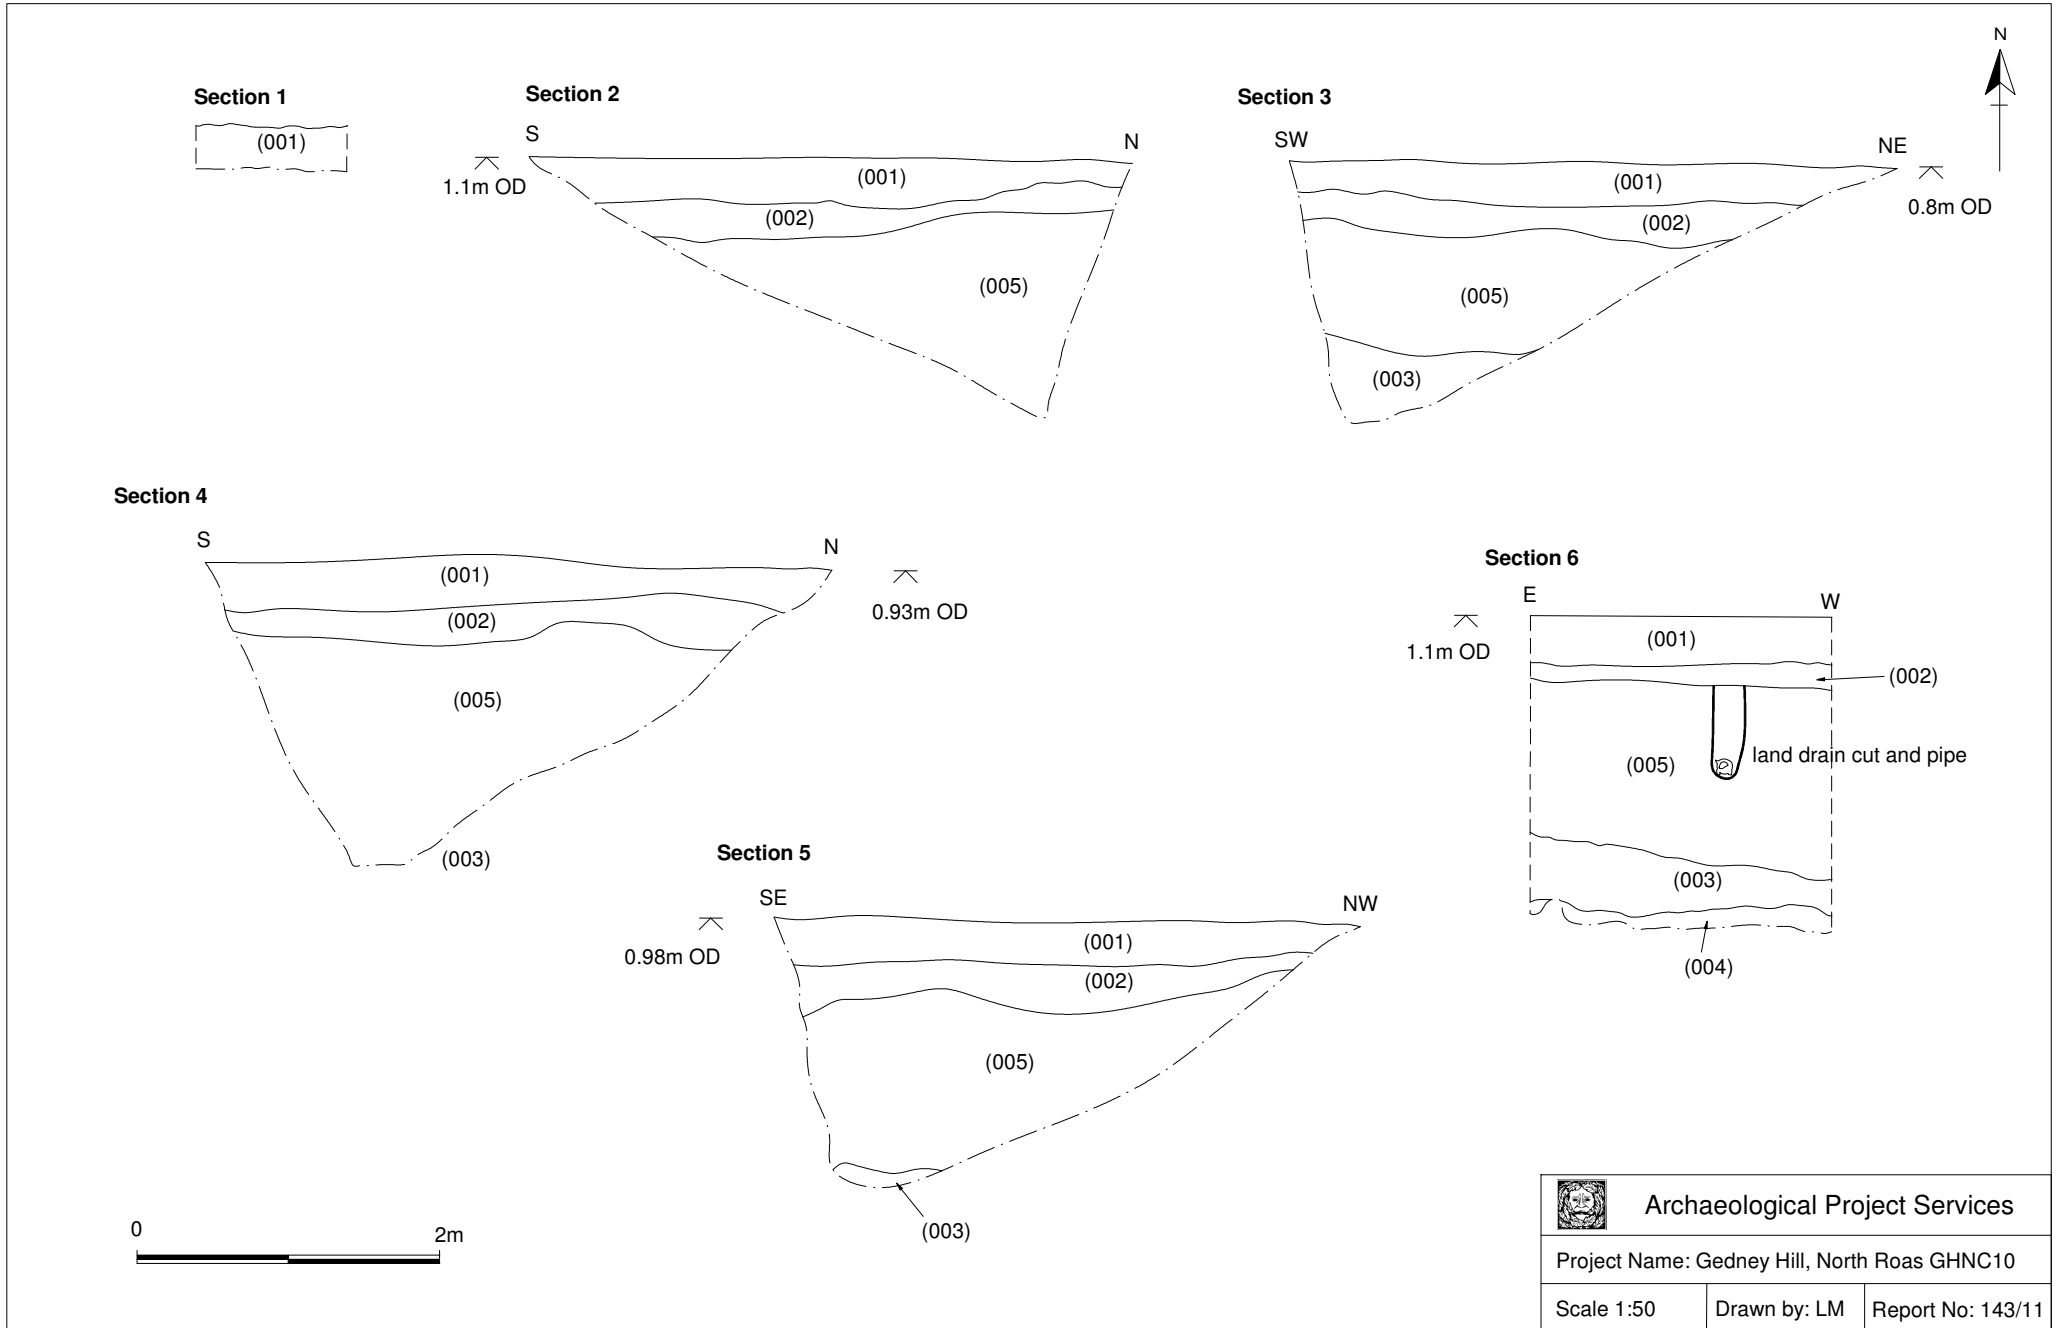 N
Section 1
(001)
Section 2
S
N
1.1m OD
(001)
(002)
(005)
Section 3
SW
NE
0.8m OD
(001)
(002)
(005)
(003)
Section 4
S
N
0.93m OD
(001)
(002)
(005)
(003)
Section 5
SE
NW
0.98m OD
(001)
(002)
(005)
(003)
Section 6
E
W
1.1m OD
(001)
(002)
land drain cut and pipe
(005)
(003)
(004)
0
2m
Archaeological Project Services
Project Name: Gedney Hill, North Roas GHNC10
Scale 1:50
Drawn by: LM
Report No: 143/11